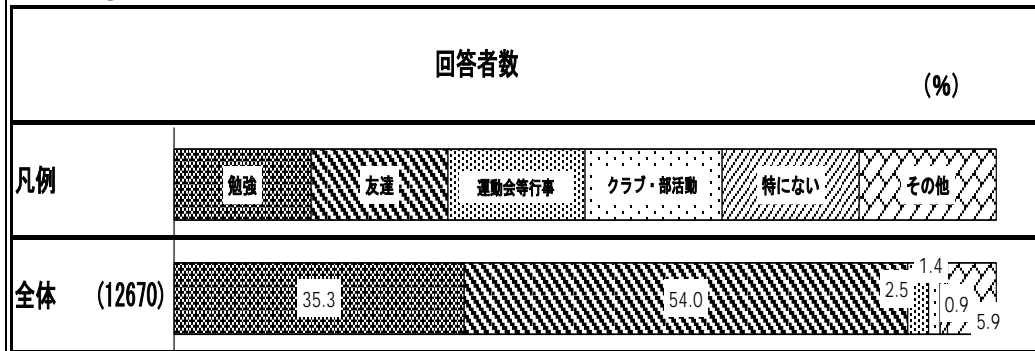 回答者数
(%)
凡例
勉強 友達 運動会等行事 クラブ・部活動 特にない その他
全体 (12670)
35.3 54.0 2.5 1.4 0.9 5.9